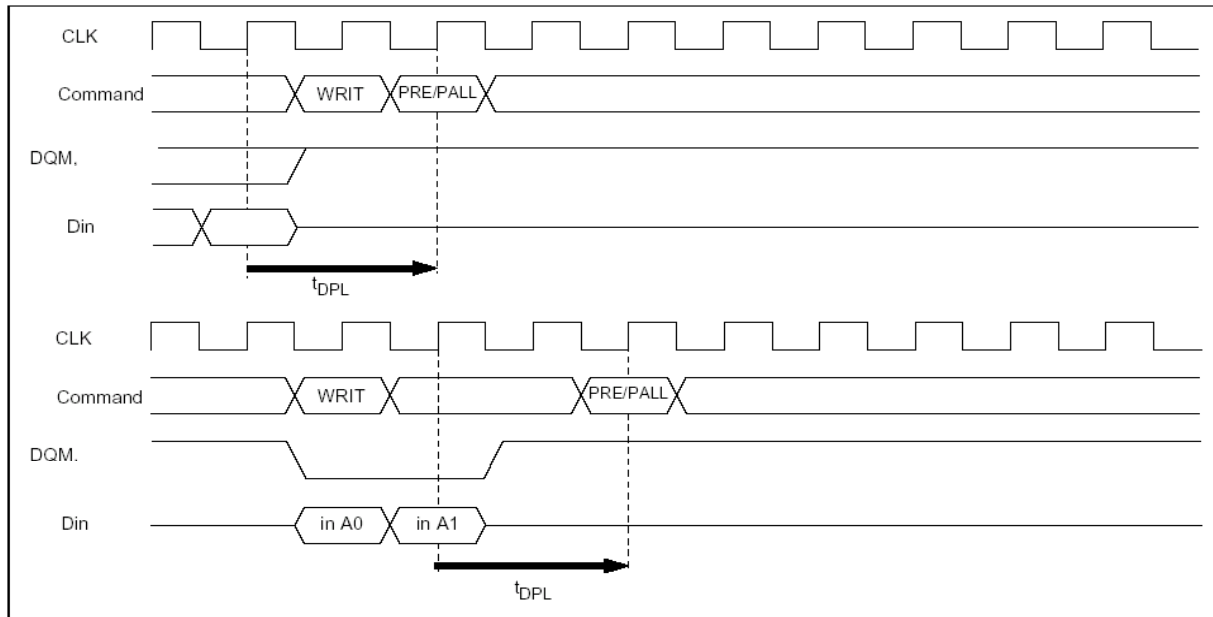 CLK
Command WRIT PRE/PALL
DQM,
Din
tDPL
CLK
Command WRIT PRE/PALL
DQM.
Din in A0 in A1
tDPL